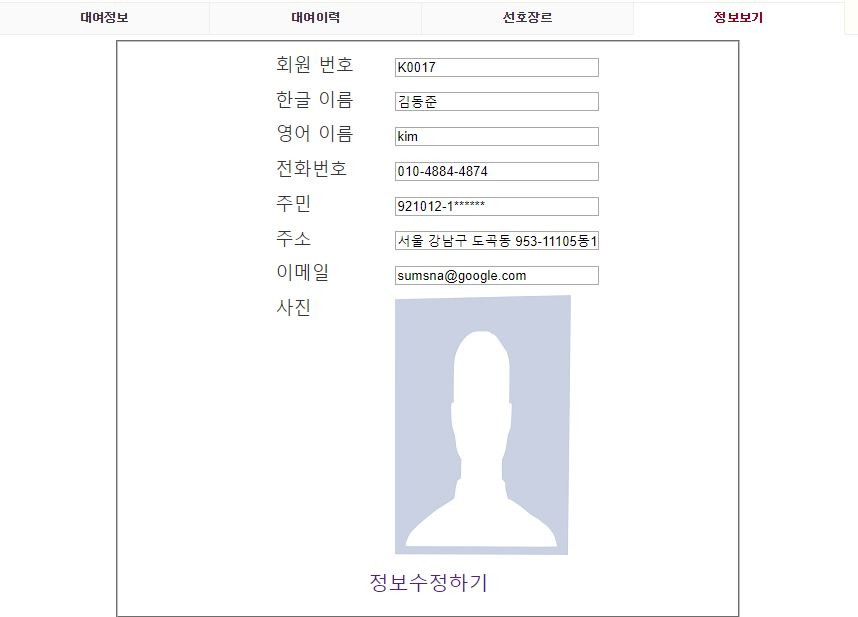 대여정보 대여이력 선호장르 정보보기
회원 번호 K0017
한글 이름 김동준
영어 이름 kim
전화번호 010-4884-4874
주민 921012-1******
주소 서울 강남구 도곡동 953-11105동1
이메일 sumsna@google.com
사진
정보수정하기